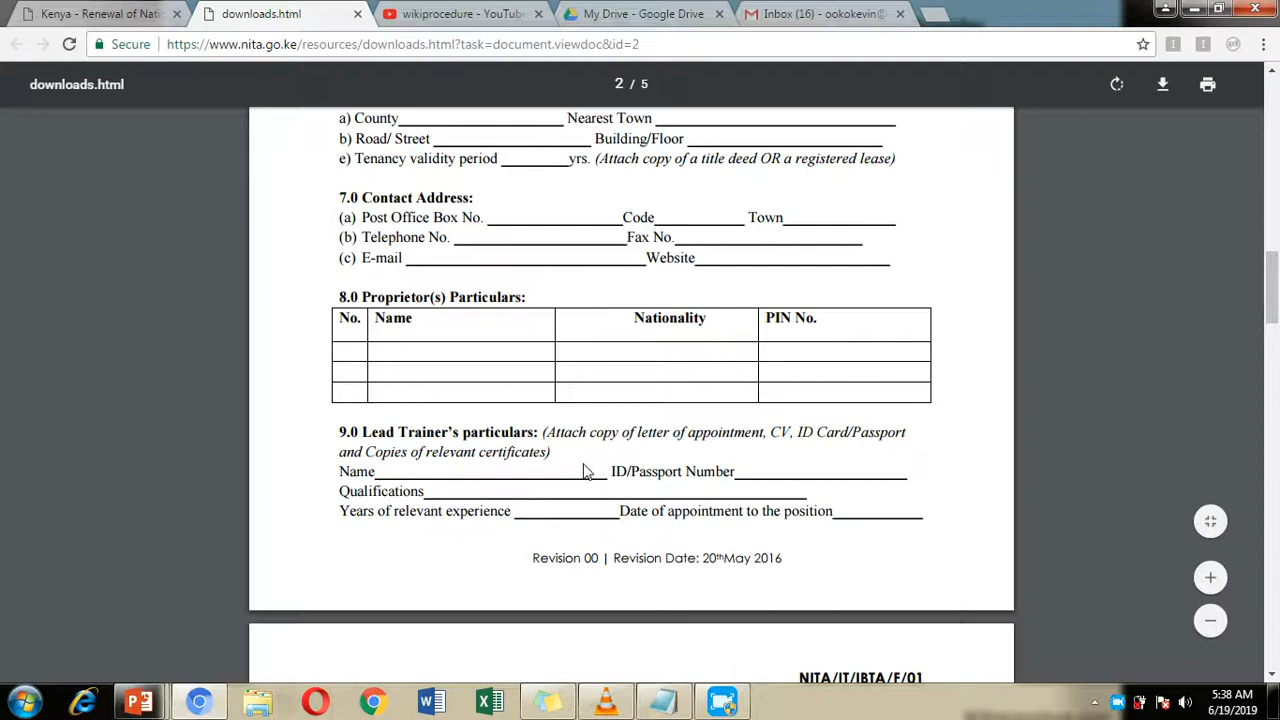 Kenya - Renewal of Nati
downloads.html
wikiprocedure - YouTub
My Drive - Google Drive
Inbox (16) - ookokevin@
Secure
https://www.nita.go.ke/resources/downloads.html?task=document.viewdoc&id=2
downloads.html
2 / 5
a) County Nearest Town
b) Road/ Street Building/Floor
e) Tenancy validity period yrs. (Attach copy of a title deed OR a registered lease)
7.0 Contact Address:
(a) Post Office Box No. Code Town
(b) Telephone No. Fax No.
(c) E-mail Website
8.0 Proprietor(s) Particulars:
No. Name Nationality PIN No.
9.0 Lead Trainer's particulars: (Attach copy of letter of appointment, CV, ID Card/Passport
and Copies of relevant certificates)
Name ID/Passport Number
Qualifications
Years of relevant experience Date of appointment to the position
Revision 00 | Revision Date: 20thMay 2016
NITA/IT/IBTA/F/01
5:38 AM
6/19/2019